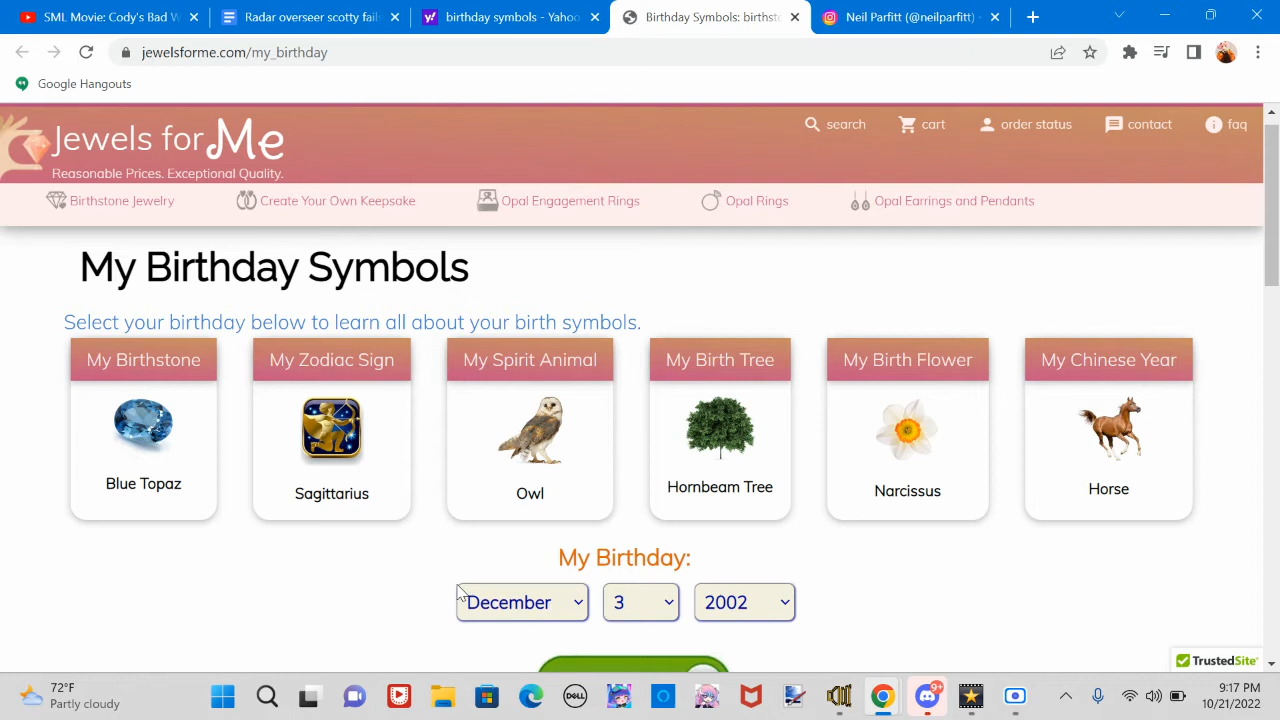 SML Movie: Cody's Bad W
Radar overseer scotty fails
birthday symbols - Yahoo
Birthday Symbols: birthsto
Neil Parfitt (@neilparfitt)
jewelsforme.com/my_birthday
Google Hangouts
Jewels for Me
Reasonable Prices. Exceptional Quality.
search cart order status contact faq
Birthstone Jewelry Create Your Own Keepsake Opal Engagement Rings Opal Rings Opal Earrings and Pendants
My Birthday Symbols
Select your birthday below to learn all about your birth symbols.
My Birthstone My Zodiac Sign My Spirit Animal My Birth Tree My Birth Flower My Chinese Year
Blue Topaz Sagittarius Owl Hornbeam Tree Narcissus Horse
My Birthday:
December 3 2002
TrustedSite
72°F
Partly cloudy
DELL
9+
9:17 PM
10/21/2022